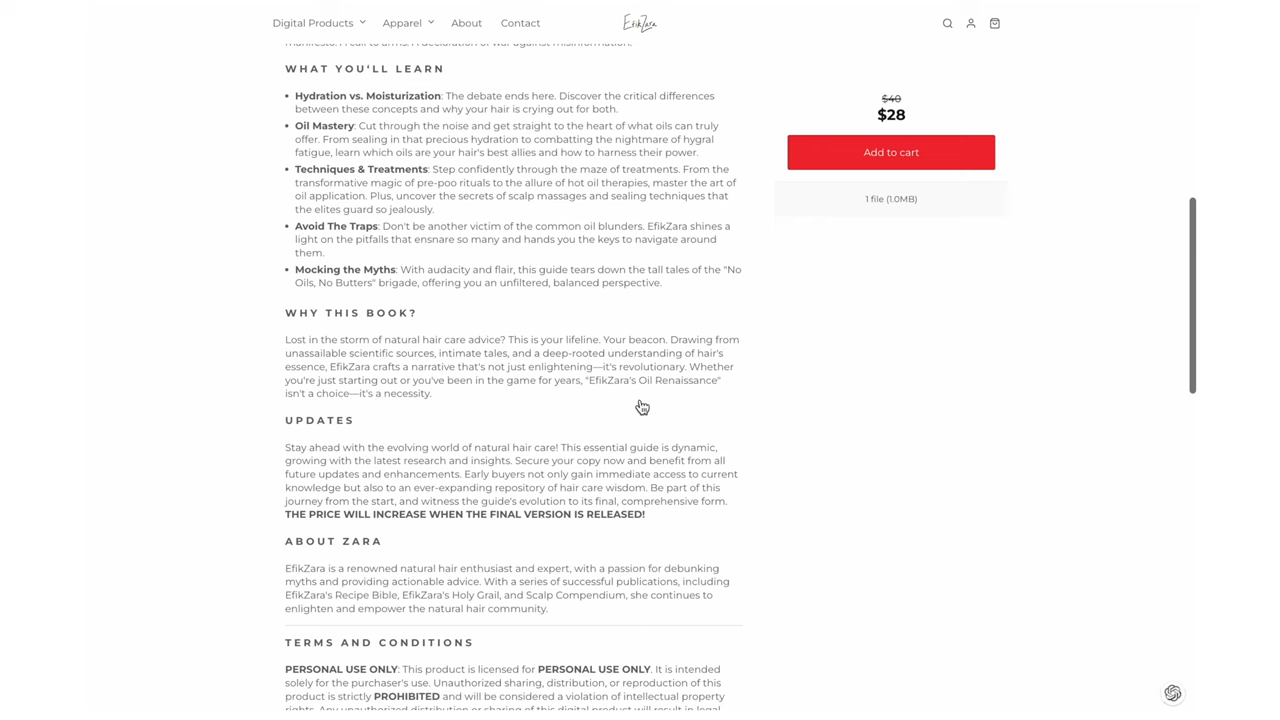 Digital Products Apparel About Contact EfikZara
manifesto. A call to arms. A declaration of war against misinformation.
WHAT YOU'LL LEARN
• Hydration vs. Moisturization: The debate ends here. Discover the critical differences
between these concepts and why your hair is crying out for both.
• Oil Mastery: Cut through the noise and get straight to the heart of what oils can truly
offer. From sealing in that precious hydration to combatting the nightmare of hygral
fatigue, learn which oils are your hair's best allies and how to harness their power.
• Techniques & Treatments: Step confidently through the maze of treatments. From the
transformative magic of pre-poo rituals to the allure of hot oil therapies, master the art of
oil application. Plus, uncover the secrets of scalp massages and sealing techniques that
the elites guard so jealously.
• Avoid The Traps: Don't be another victim of the common oil blunders. EfikZara shines a
light on the pitfalls that ensnare so many and hands you the keys to navigate around
them.
• Mocking the Myths: With audacity and flair, this guide tears down the tall tales of the "No
Oils, No Butters" brigade, offering you an unfiltered, balanced perspective.
WHY THIS BOOK?
Lost in the storm of natural hair care advice? This is your lifeline. Your beacon. Drawing from
unassailable scientific sources, intimate tales, and a deep-rooted understanding of hair's
essence, EfikZara crafts a narrative that's not just enlightening—it's revolutionary. Whether
you're just starting out or you've been in the game for years, "EfikZara's Oil Renaissance"
isn't a choice—it's a necessity.
UPDATES
Stay ahead with the evolving world of natural hair care! This essential guide is dynamic,
growing with the latest research and insights. Secure your copy now and benefit from all
future updates and enhancements. Early buyers not only gain immediate access to current
knowledge but also to an ever-expanding repository of hair care wisdom. Be part of this
journey from the start, and witness the guide's evolution to its final, comprehensive form.
THE PRICE WILL INCREASE WHEN THE FINAL VERSION IS RELEASED!
ABOUT ZARA
EfikZara is a renowned natural hair enthusiast and expert, with a passion for debunking
myths and providing actionable advice. With a series of successful publications, including
EfikZara's Recipe Bible, EfikZara's Holy Grail, and Scalp Compendium, she continues to
enlighten and empower the natural hair community.
TERMS AND CONDITIONS
PERSONAL USE ONLY: This product is licensed for PERSONAL USE ONLY. It is intended
solely for the purchaser's use. Unauthorized sharing, distribution, or reproduction of this
product is strictly PROHIBITED and will be considered a violation of intellectual property
rights. Any unauthorized distribution or sharing of this digital product will result in legal
$40
$28
Add to cart
1 file (1.0MB)